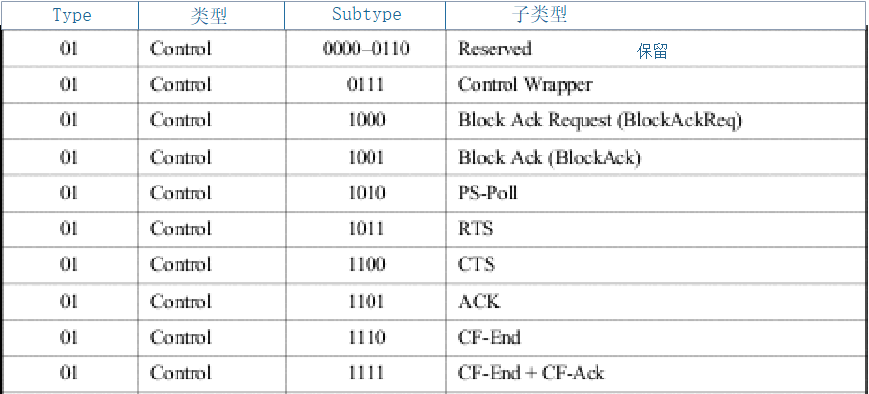 Type 类型 Subtype 子类型
01 Control 0000–0110 Reserved 保留
01 Control 0111 Control Wrapper
01 Control 1000 Block Ack Request (BlockAckReq)
01 Control 1001 Block Ack (BlockAck)
01 Control 1010 PS-Poll
01 Control 1011 RTS
01 Control 1100 CTS
01 Control 1101 ACK
01 Control 1110 CF-End
01 Control 1111 CF-End + CF-Ack